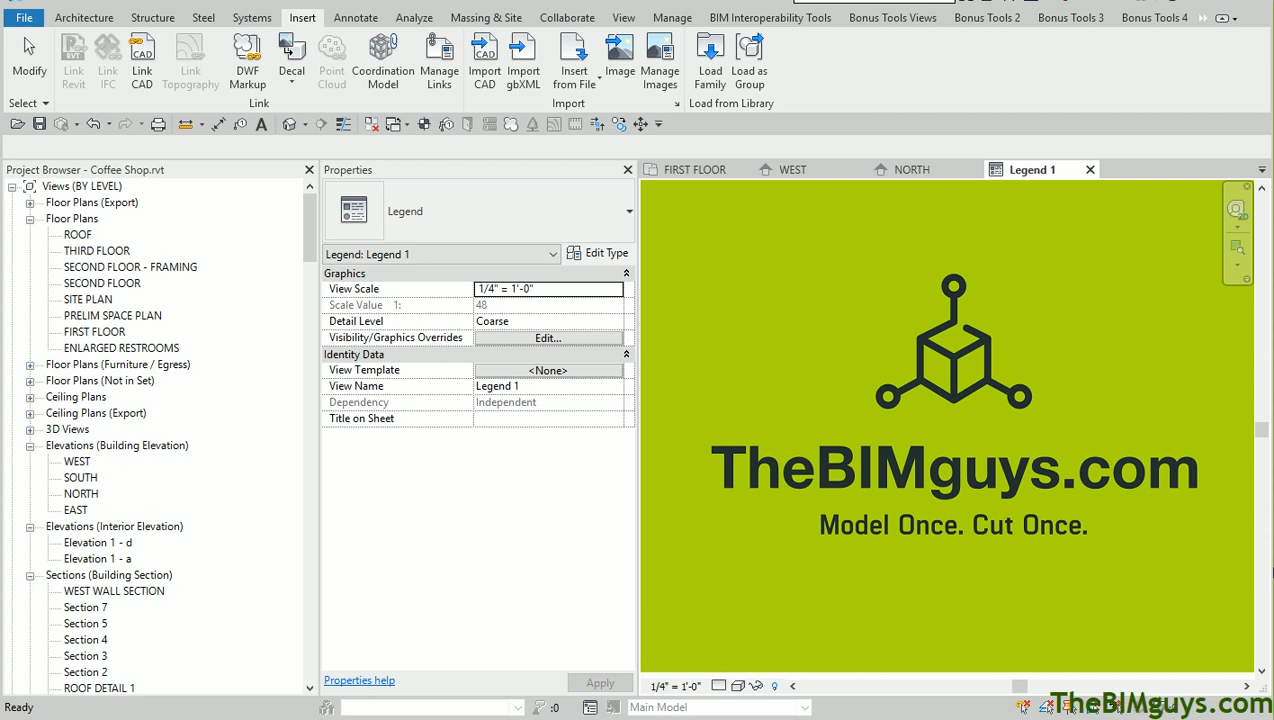 File
Architecture
Structure
Steel
Systems
Insert
Annotate
Analyze
Massing & Site
Collaborate
View
Manage
BIM Interoperability Tools
Bonus Tools Views
Bonus Tools 2
Bonus Tools 3
Bonus Tools 4
Modify
Link
Revit
Link
IFC
Link
CAD
Link
Topography
DWF
Markup
Decal
Point
Cloud
Coordination
Model
Manage
Links
Import
CAD
Import
gbXML
Insert
from File
Image
Manage
Images
Load
Family
Load as
Group
Select
Link
Import
Load from Library
Project Browser - Coffee Shop.rvt
Views (BY LEVEL)
Floor Plans (Export)
Floor Plans
ROOF
THIRD FLOOR
SECOND FLOOR - FRAMING
SECOND FLOOR
SITE PLAN
PRELIM SPACE PLAN
FIRST FLOOR
ENLARGED RESTROOMS
Floor Plans (Furniture / Egress)
Floor Plans (Not in Set)
Ceiling Plans
Ceiling Plans (Export)
3D Views
Elevations (Building Elevation)
WEST
SOUTH
NORTH
EAST
Elevations (Interior Elevation)
Elevation 1 - d
Elevation 1 - a
Sections (Building Section)
WEST WALL SECTION
Section 7
Section 5
Section 4
Section 3
Section 2
ROOF DETAIL 1
Properties
Legend
Legend: Legend 1
Edit Type
Graphics
View Scale 1/4" = 1'-0"
Scale Value 1: 48
Detail Level Coarse
Visibility/Graphics Overrides Edit...
Identity Data
View Template <None>
View Name Legend 1
Dependency Independent
Title on Sheet
Properties help
Apply
FIRST FLOOR
WEST
NORTH
Legend 1
TheBIMguys.com
Model Once. Cut Once.
1/4" = 1'-0"
Ready
:0
Main Model
TheBIMguys.com